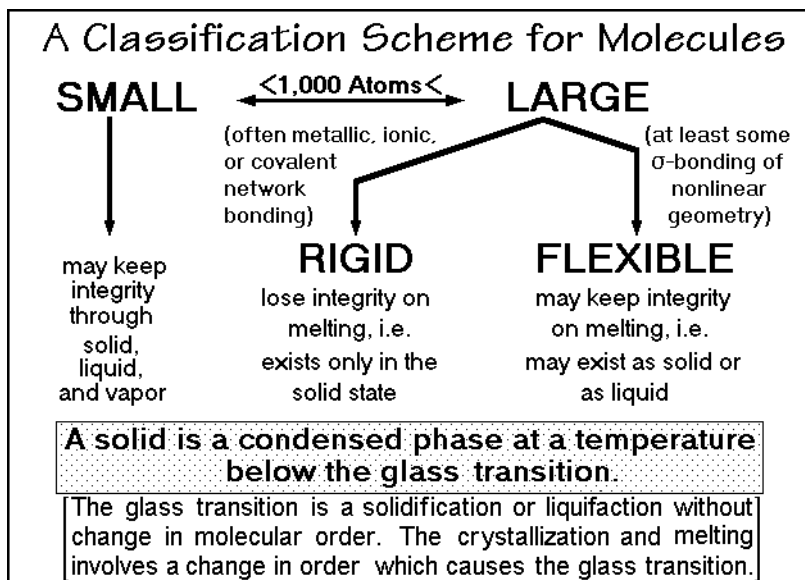 A Classification Scheme for Molecules
SMALL <1,000 Atoms< LARGE
(often metallic, ionic,
or covalent
network
bonding)
(at least some
σ-bonding of
nonlinear
geometry)
may keep
integrity
through
solid,
liquid,
and vapor
RIGID
lose integrity on
melting, i.e.
exists only in the
solid state
FLEXIBLE
may keep integrity
on melting, i.e.
may exist as solid or
as liquid
A solid is a condensed phase at a temperature
below the glass transition.
The glass transition is a solidification or liquifaction without
change in molecular order. The crystallization and melting
involves a change in order which causes the glass transition.